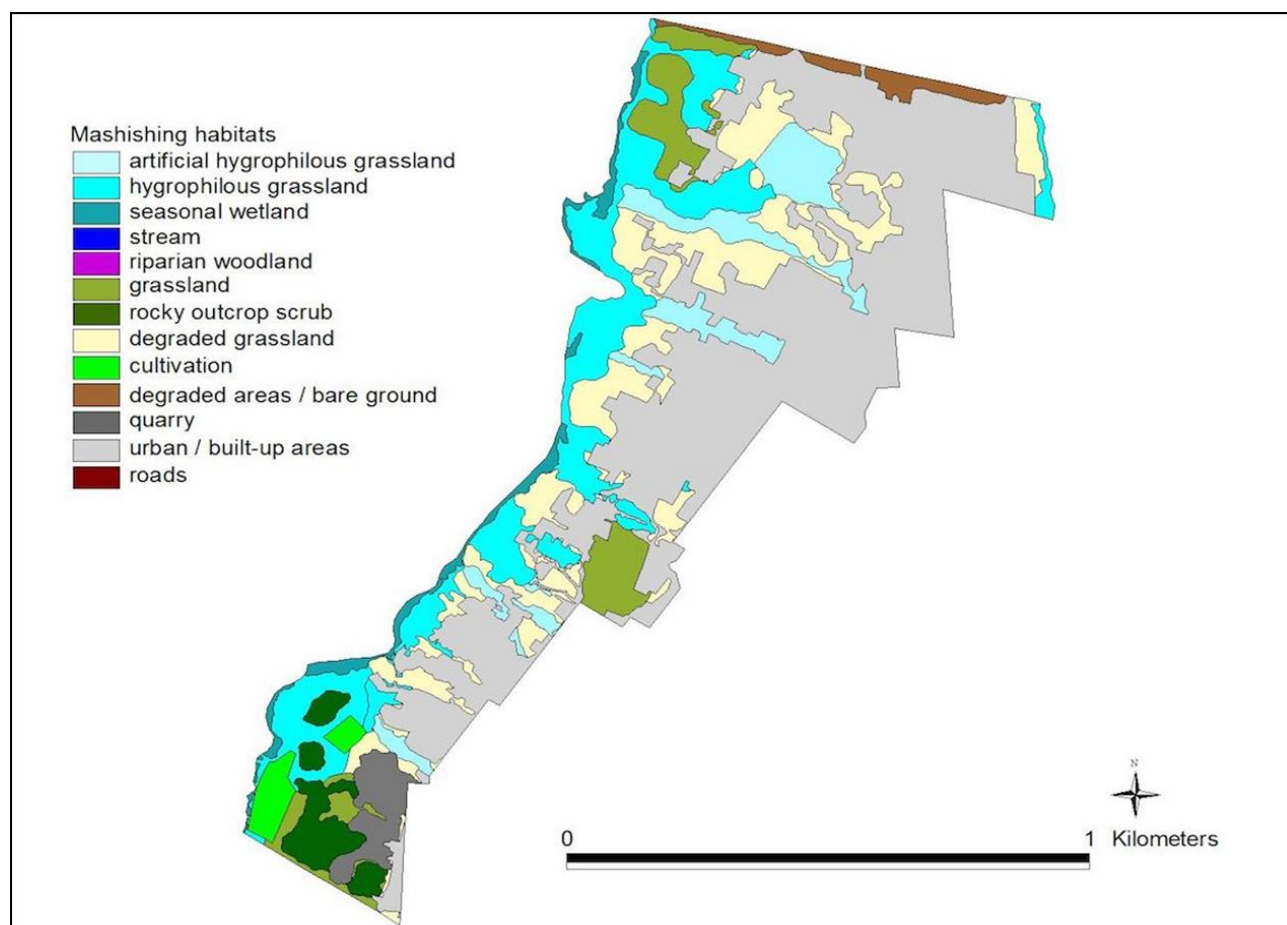 Mashishing habitats
artificial hygrophilous grassland
hygrophilous grassland
seasonal wetland
stream
riparian woodland
grassland
rocky outcrop scrub
degraded grassland
cultivation
degraded areas / bare ground
quarry
urban / built-up areas
roads
N
0 1 Kilometers